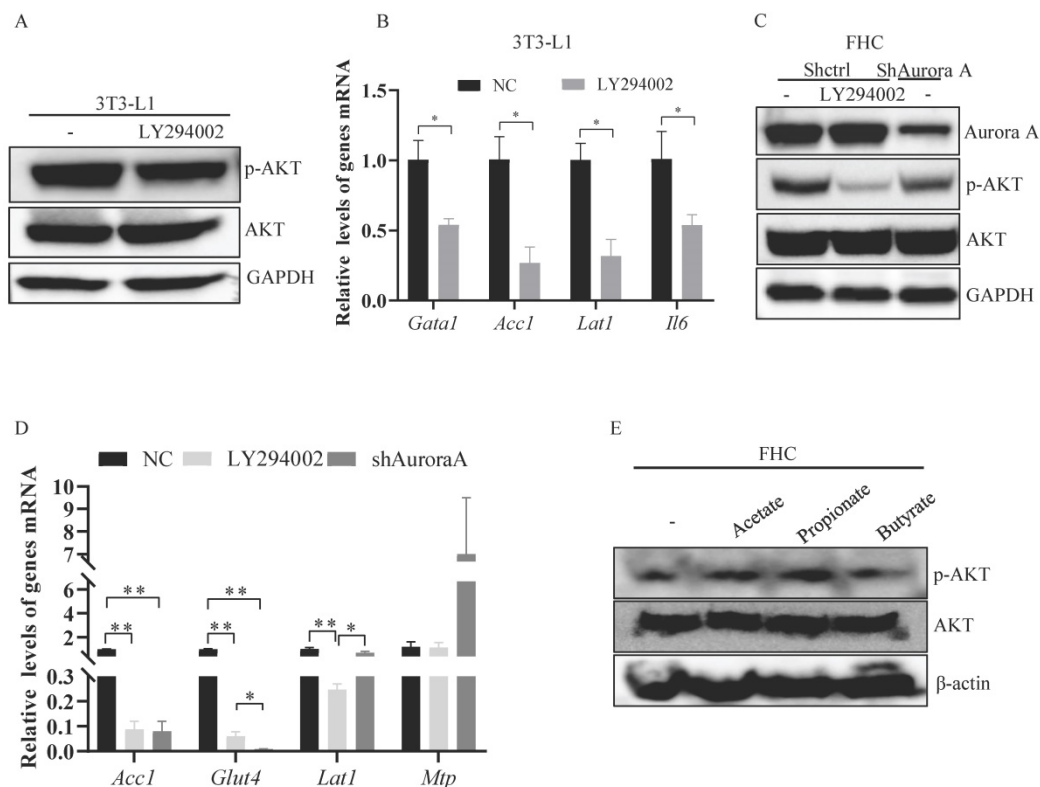 A
3T3-L1
- LY294002
p-AKT
AKT
GAPDH
B
3T3-L1
NC LY294002
Relative levels of genes mRNA
1.5
1.0
0.5
0.0
* * * *
Gata1 Acc1 Lat1 Il6
C
FHC
Shctrl ShAurora A
- LY294002 -
Aurora A
p-AKT
AKT
GAPDH
D
NC LY294002 shAuroraA
Relative levels of genes mRNA
10
9
8
7
6
4
2
0.3
0.2
0.1
0.0
** ** ** ** * ** *
Acc1 Glut4 Lat1 Mtp
E
FHC
- Acetate Propionate Butyrate
p-AKT
AKT
β-actin